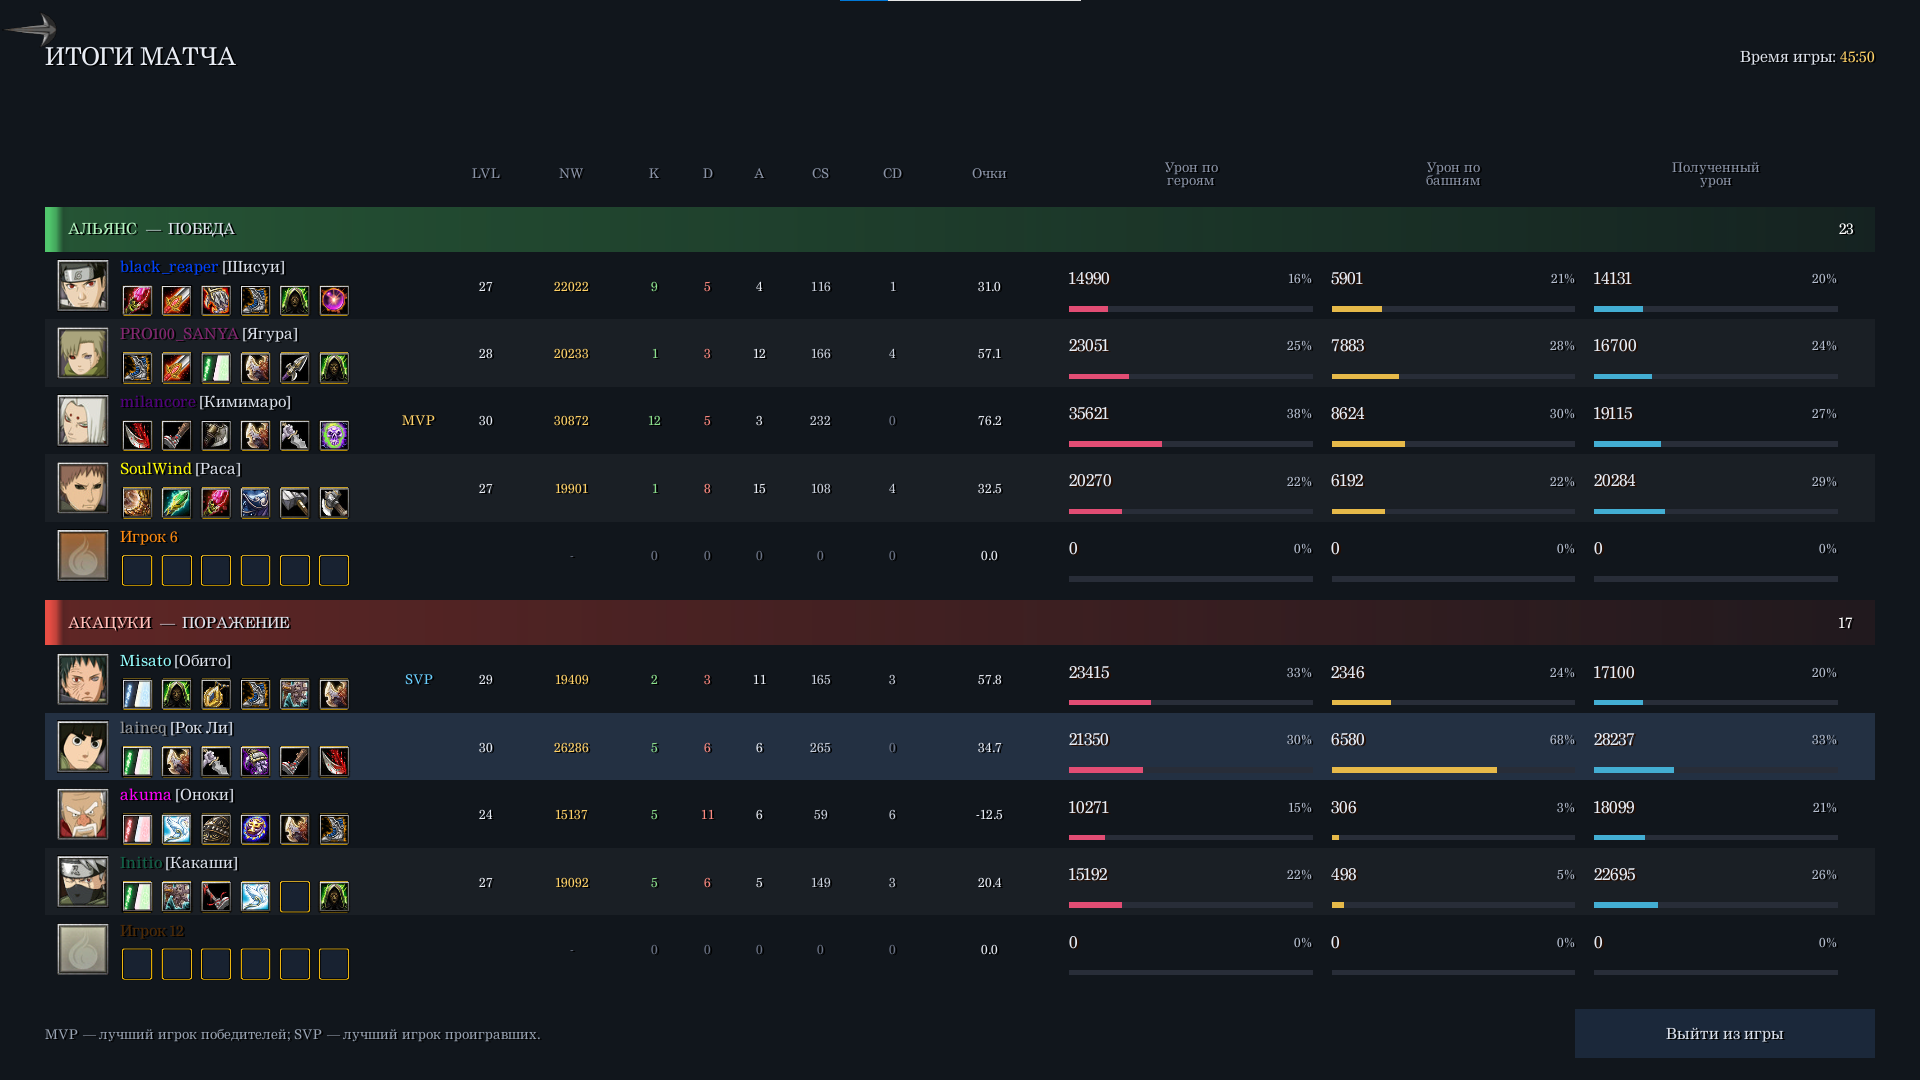 ИТОГИ МАТЧА
Время игры: 45:50
LVL NW K D A CS CD Очки Урон по героям Урон по башням Полученный урон
АЛЬЯНС — ПОБЕДА 23
black_reaper [Шисуи]
27 22022 9 5 4 116 1 31.0 14990 16% 5901 21% 14131 20%
PRO100_SANYA [Ягура]
28 20233 1 3 12 166 4 57.1 23051 25% 7883 28% 16700 24%
milancore [Кимимаро]
MVP 30 30872 12 5 3 232 0 76.2 35621 38% 8624 30% 19115 27%
SoulWind [Раса]
27 19901 1 8 15 108 4 32.5 20270 22% 6192 22% 20284 29%
Игрок 6
- 0 0 0 0 0 0.0 0 0% 0 0% 0 0%
АКАЦУКИ — ПОРАЖЕНИЕ 17
Misato [Обито]
SVP 29 19409 2 3 11 165 3 57.8 23415 33% 2346 24% 17100 20%
laineq [Рок Ли]
30 26286 5 6 6 265 0 34.7 21350 30% 6580 68% 28237 33%
akuma [Оноки]
24 15137 5 11 6 59 6 -12.5 10271 15% 306 3% 18099 21%
Initio [Какаши]
27 19092 5 6 5 149 3 20.4 15192 22% 498 5% 22695 26%
Игрок 12
- 0 0 0 0 0 0.0 0 0% 0 0% 0 0%
MVP — лучший игрок победителей; SVP — лучший игрок проигравших.
Выйти из игры